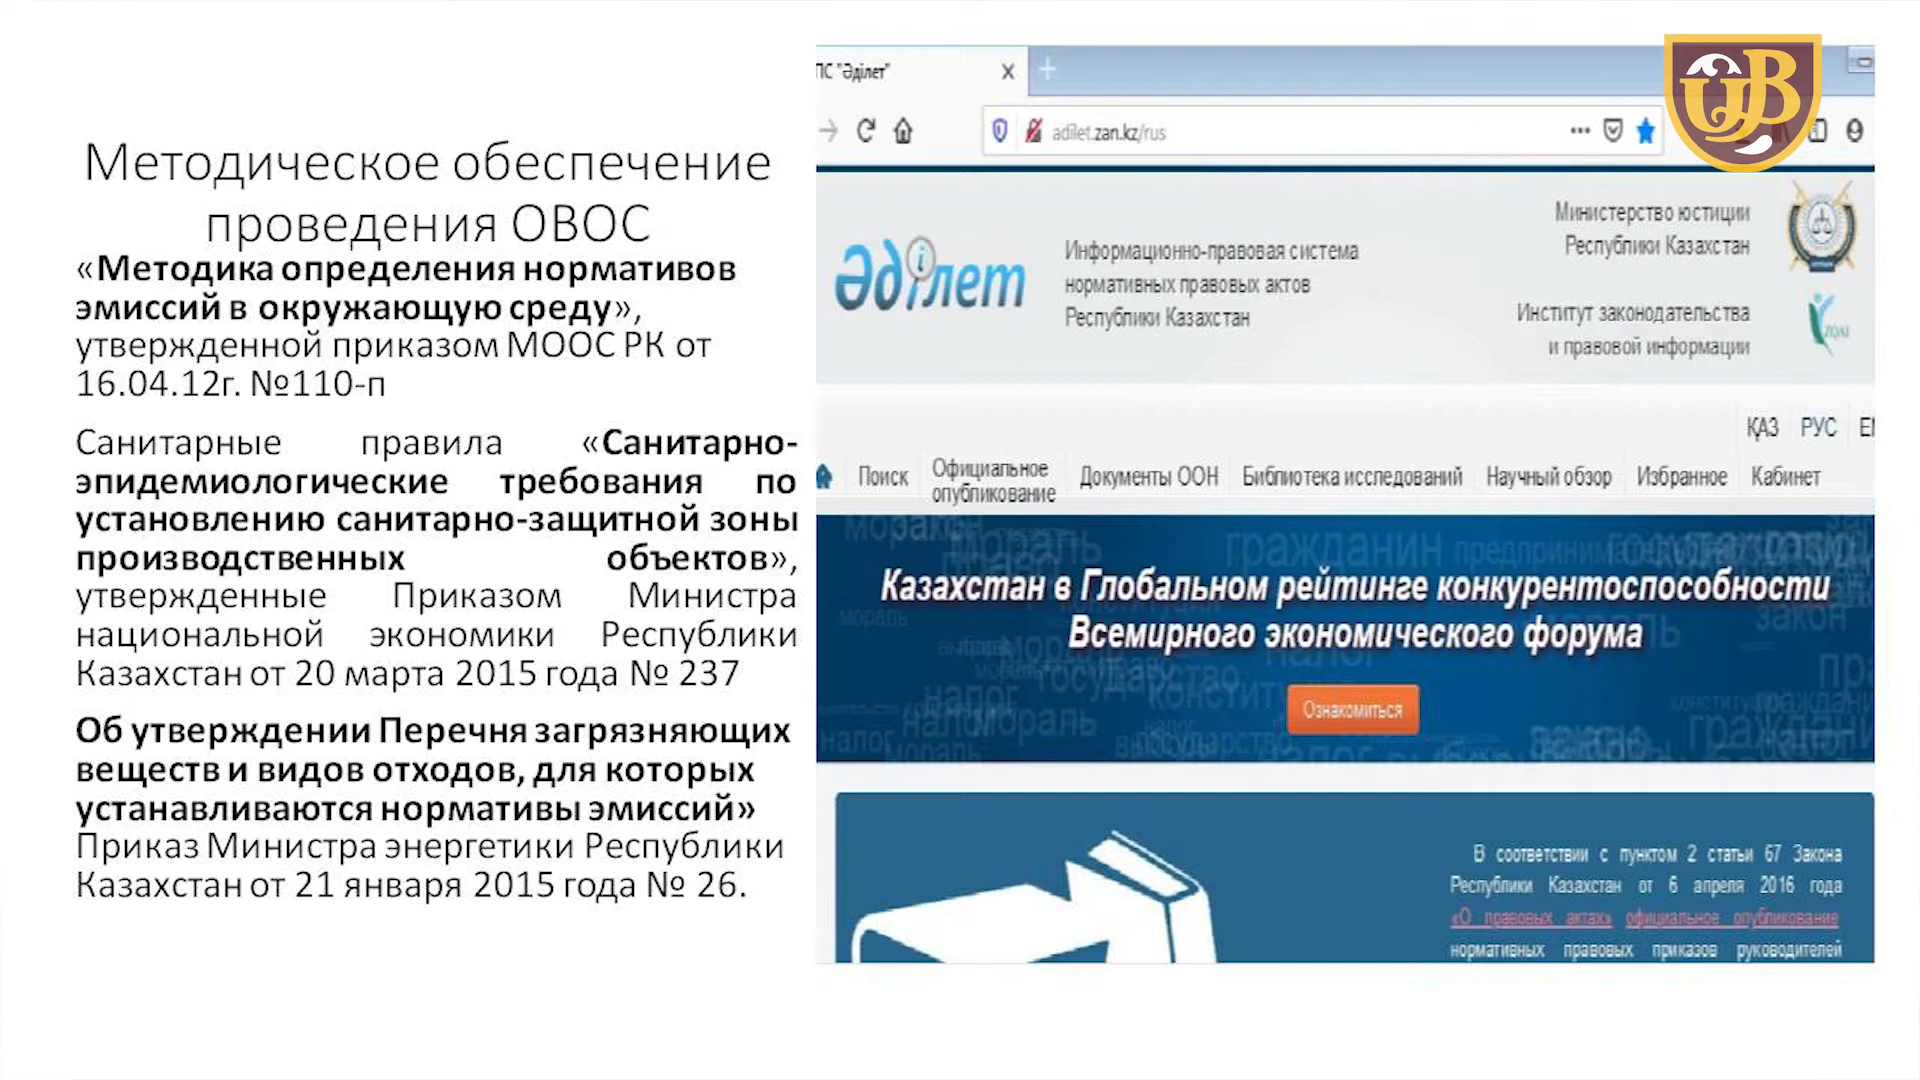 Методическое обеспечение
проведения ОВОС
«Методика определения нормативов
эмиссий в окружающую среду»,
утвержденной приказом МООС РК от
16.04.12г. №110-п
Санитарные правила «Санитарно-
эпидемиологические требования по
установлению санитарно-защитной зоны
производственных объектов»,
утвержденные Приказом Министра
национальной экономики Республики
Казахстан от 20 марта 2015 года № 237
Об утверждении Перечня загрязняющих
веществ и видов отходов, для которых
устанавливаются нормативы эмиссий»
Приказ Министра энергетики Республики
Казахстан от 21 января 2015 года № 26.
ПС "Әділет"
adilet.zan.kz/rus
Әділет
Информационно-правовая система
нормативных правовых актов
Республики Казахстан
Министерство юстиции
Республики Казахстан
Институт законодательства
и правовой информации
ZQAI
ҚАЗ РУС
Поиск Официальное опубликование Документы ООН Библиотека исследований Научный обзор Избранное Кабинет
Казахстан в Глобальном рейтинге конкурентоспособности
Всемирного экономического форума
Ознакомиться
В соответствии с пунктом 2 статьи 67 Закона
Республики Казахстан от 6 апреля 2016 года
«О правовых актах» официальное опубликование
нормативных правовых приказов руководителей